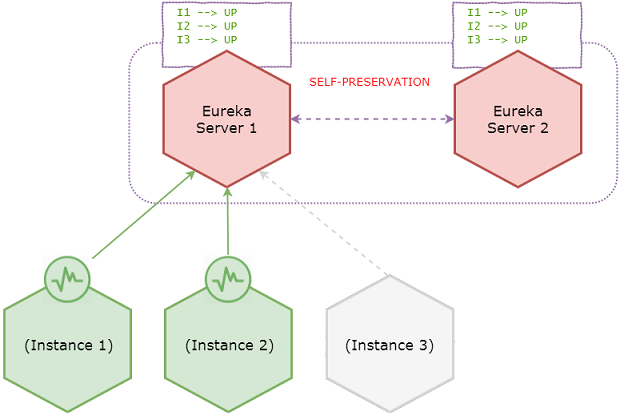 I1 --> UP
I2 --> UP
I3 --> UP
I1 --> UP
I2 --> UP
I3 --> UP
SELF-PRESERVATION
Eureka
Server 1
Eureka
Server 2
(Instance 1)
(Instance 2)
(Instance 3)